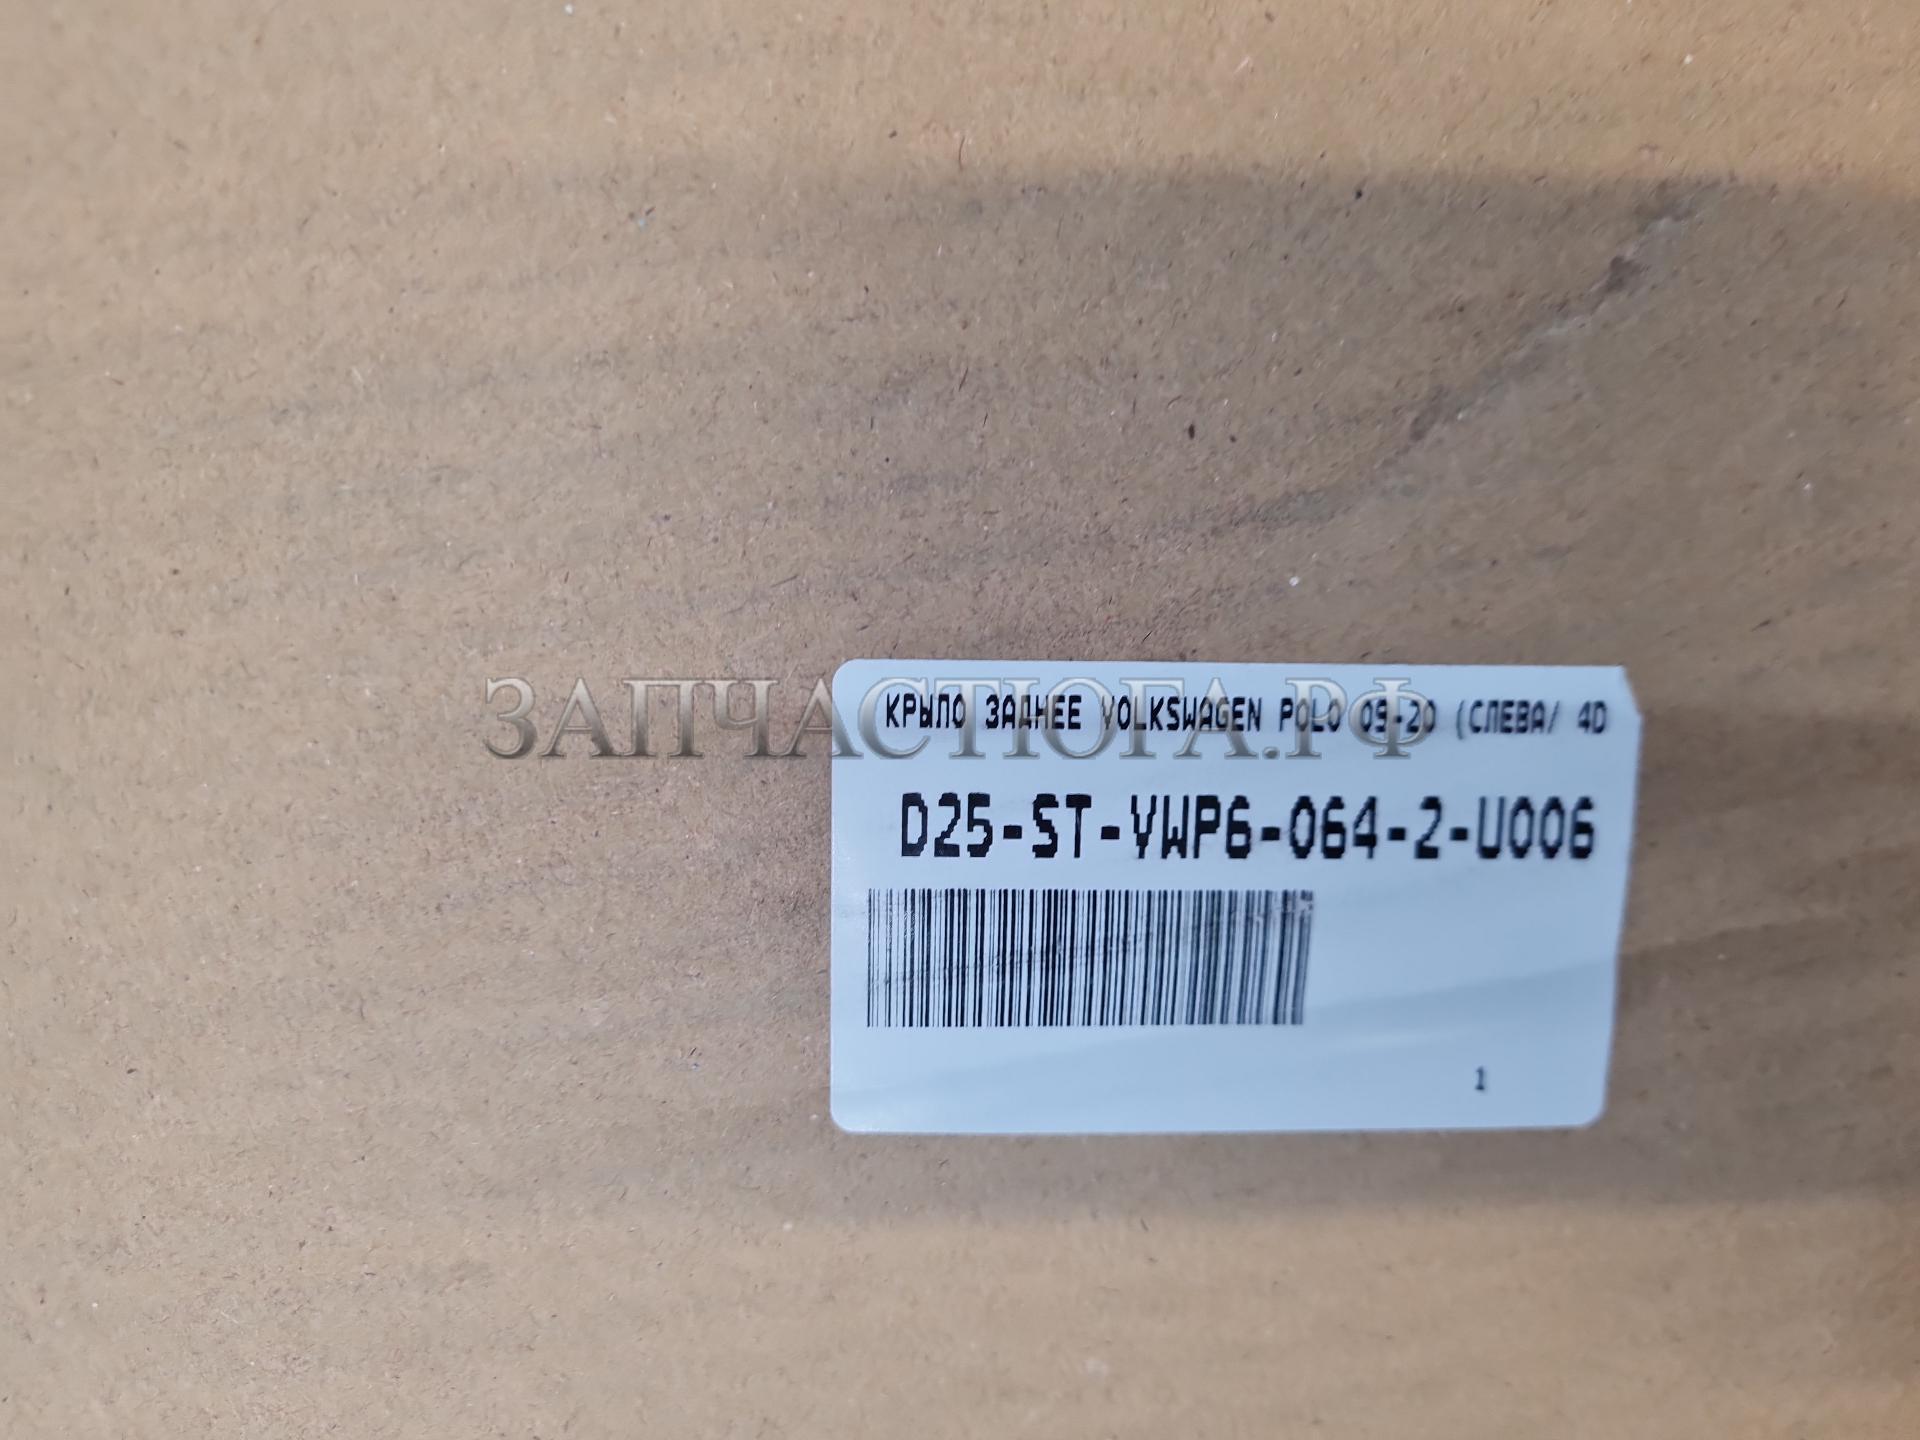 КРЫЛО ЗАДНЕЕ VOLKSWAGEN POLO 09-20 (СЛЕВА/ 4D
ЗАПЧАСТЮГА.РФ
D25-ST-VWP6-064-2-U006
1